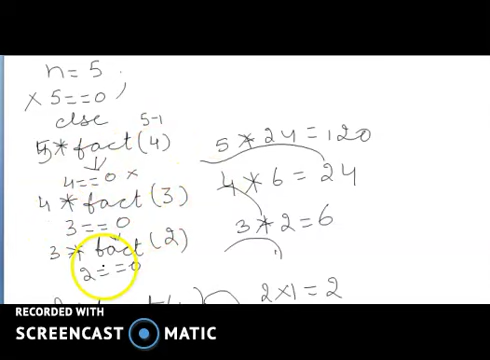 n = 5
× 5 == 0
else 5-1
5 * fact (4) 5 * 24 = 120
4 == 0 ×
4 * fact (3) 4 * 6 = 24
3 == 0
3 * fact (2) 3 * 2 = 6
2 == 0
2 × 1 = 2
RECORDED WITH
SCREENCAST MATIC